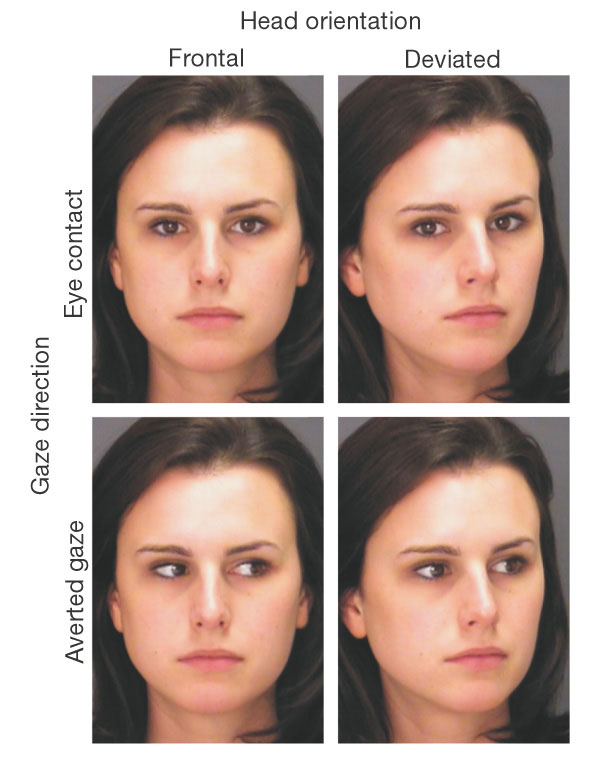 Head orientation
Frontal
Deviated
Gaze direction
Eye contact
Averted gaze